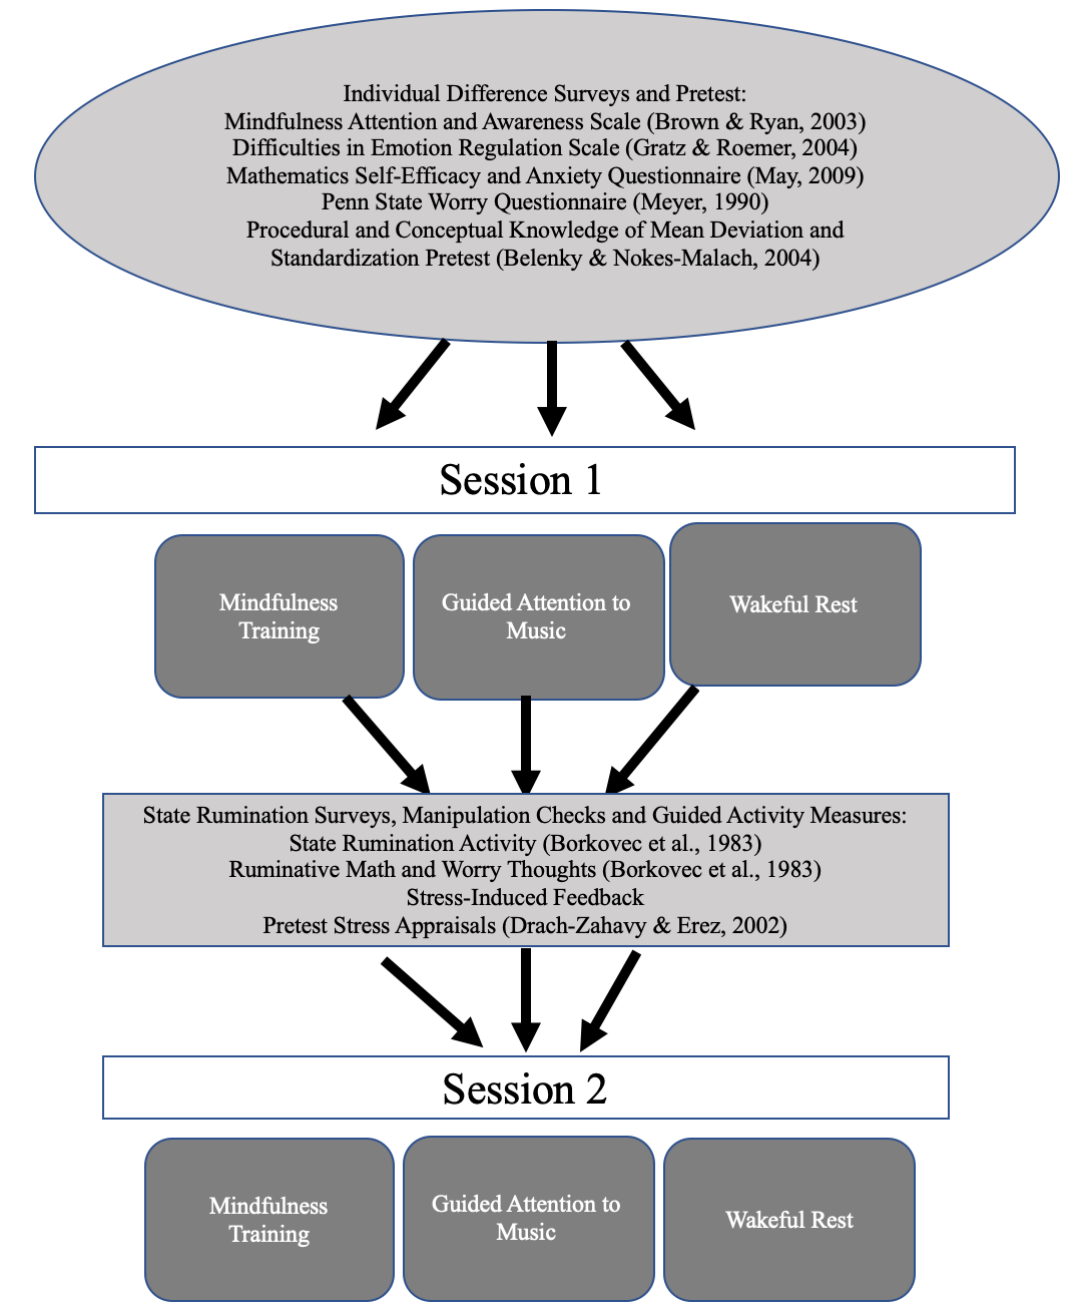 Individual Difference Surveys and Pretest:
Mindfulness Attention and Awareness Scale (Brown & Ryan, 2003)
Difficulties in Emotion Regulation Scale (Gratz & Roemer, 2004)
Mathematics Self-Efficacy and Anxiety Questionnaire (May, 2009)
Penn State Worry Questionnaire (Meyer, 1990)
Procedural and Conceptual Knowledge of Mean Deviation and
Standardization Pretest (Belenky & Nokes-Malach, 2004)
Session 1
Mindfulness
Training
Guided Attention to
Music
Wakeful Rest
State Rumination Surveys, Manipulation Checks and Guided Activity Measures:
State Rumination Activity (Borkovec et al., 1983)
Ruminative Math and Worry Thoughts (Borkovec et al., 1983)
Stress-Induced Feedback
Pretest Stress Appraisals (Drach-Zahavy & Erez, 2002)
Session 2
Mindfulness
Training
Guided Attention to
Music
Wakeful Rest